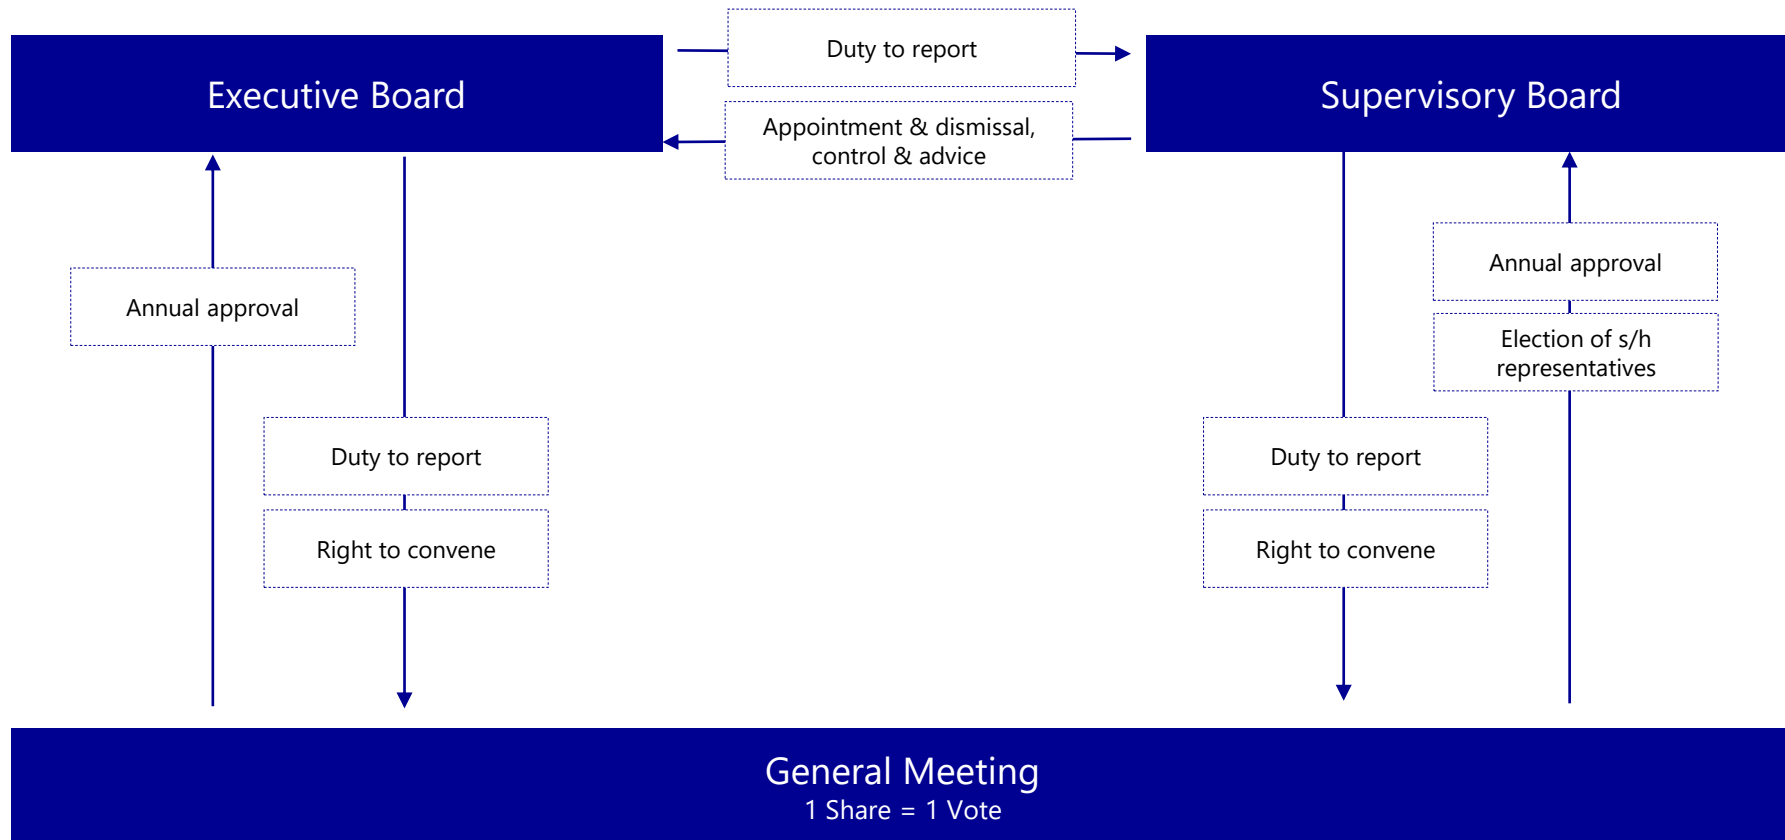 Duty to report
Executive Board
Supervisory Board
Appointment & dismissal,
control & advice
Annual approval
Annual approval
Election of s/h
representatives
Duty to report
Duty to report
Right to convene
Right to convene
General Meeting
1 Share = 1 Vote